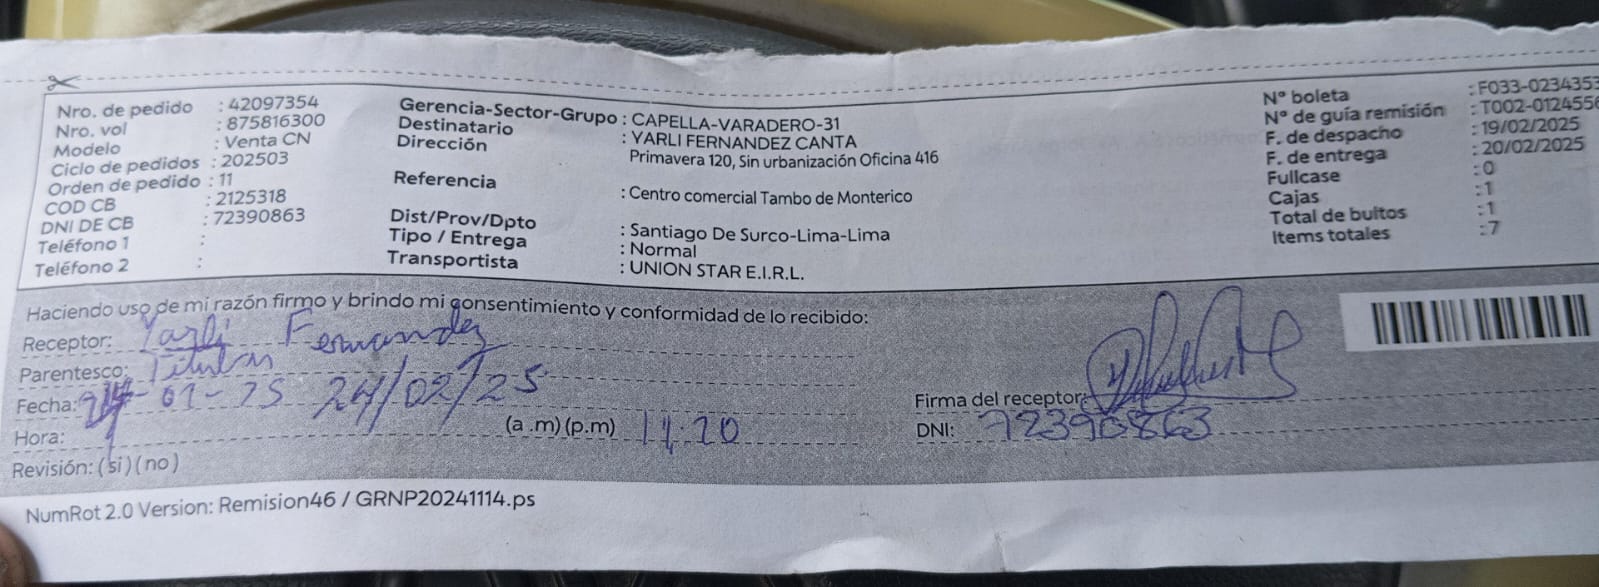 Nro. de pedido : 42097354
Nro. vol : 875816300
Modelo : Venta CN
Ciclo de pedidos : 202503
Orden de pedido : 11
COD CB : 2125318
DNI DE CB : 72390863
Teléfono 1 :
Teléfono 2 :
Gerencia-Sector-Grupo : CAPELLA-VARADERO-31
Destinatario : YARLI FERNANDEZ CANTA
Dirección Primavera 120, Sin urbanización Oficina 416
Referencia : Centro comercial Tambo de Monterico
Dist/Prov/Dpto : Santiago De Surco-Lima-Lima
Tipo / Entrega : Normal
Transportista : UNION STAR E.I.R.L.
N° boleta : F033-0234353
N° de guía remisión : T002-0124556
F. de despacho : 19/02/2025
F. de entrega : 20/02/2025
Fullcase : 0
Cajas : 1
Total de bultos : 1
Items totales : 7
Haciendo uso de mi razón firmo y brindo mi consentimiento y conformidad de lo recibido:
Receptor: Yarli Fernandez
Parentesco: Titular
Fecha: 24/02/25
Hora: (a .m) (p.m) 11:20
Revisión: (si) (no)
Firma del receptor:
DNI: 72390863
NumRot 2.0 Version: Remision46 / GRNP20241114.ps